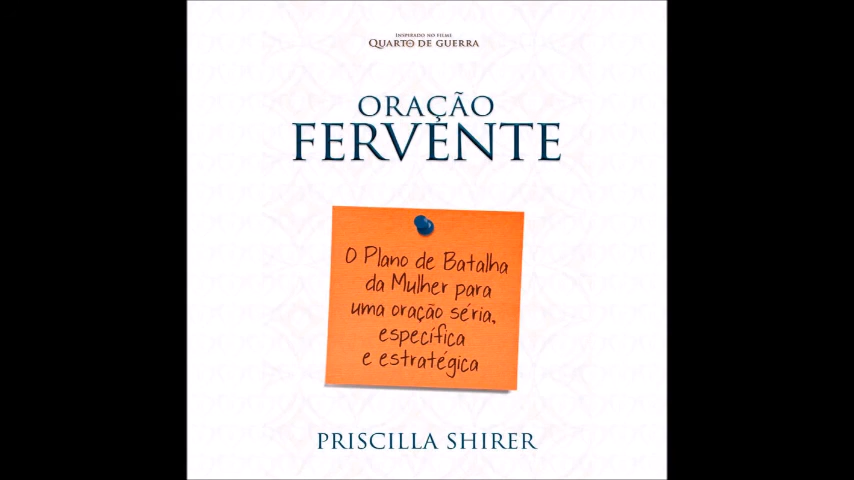 INSPIRADO NO FILME
QUARTO DE GUERRA
ORAÇÃO
FERVENTE
O Plano de Batalha
da Mulher para
uma oração séria,
específica
e estratégica
PRISCILLA SHIRER